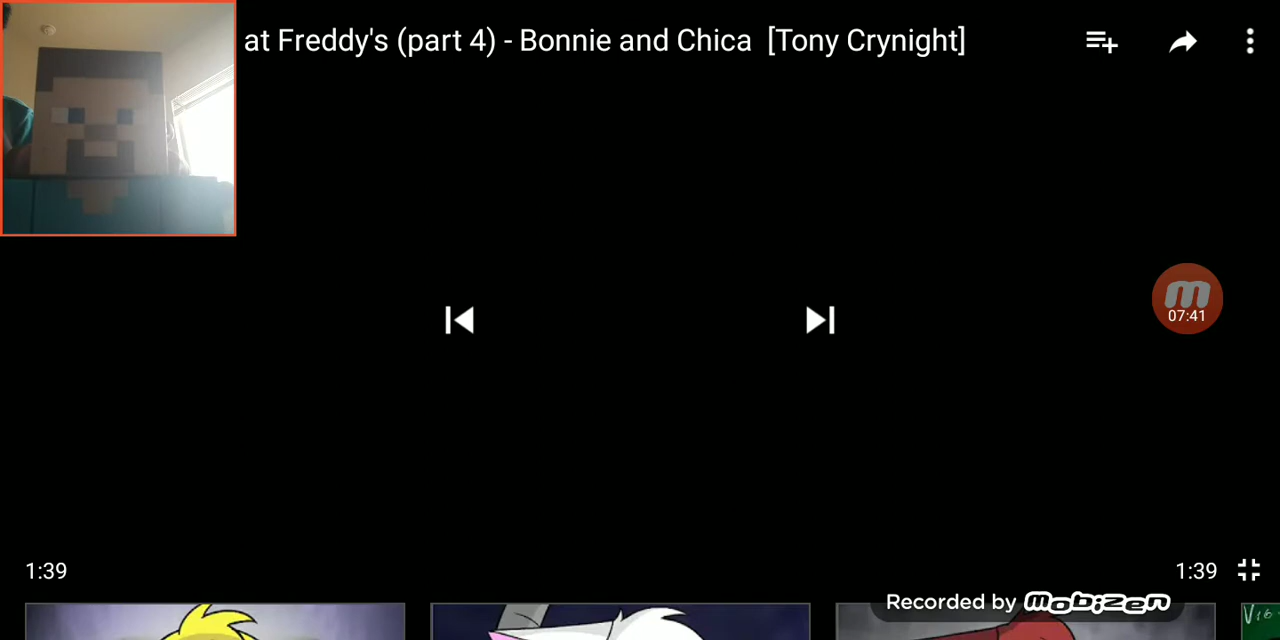 at Freddy's (part 4) - Bonnie and Chica [Tony Crynight]
07:41
1:39
1:39
Recorded by mobizen